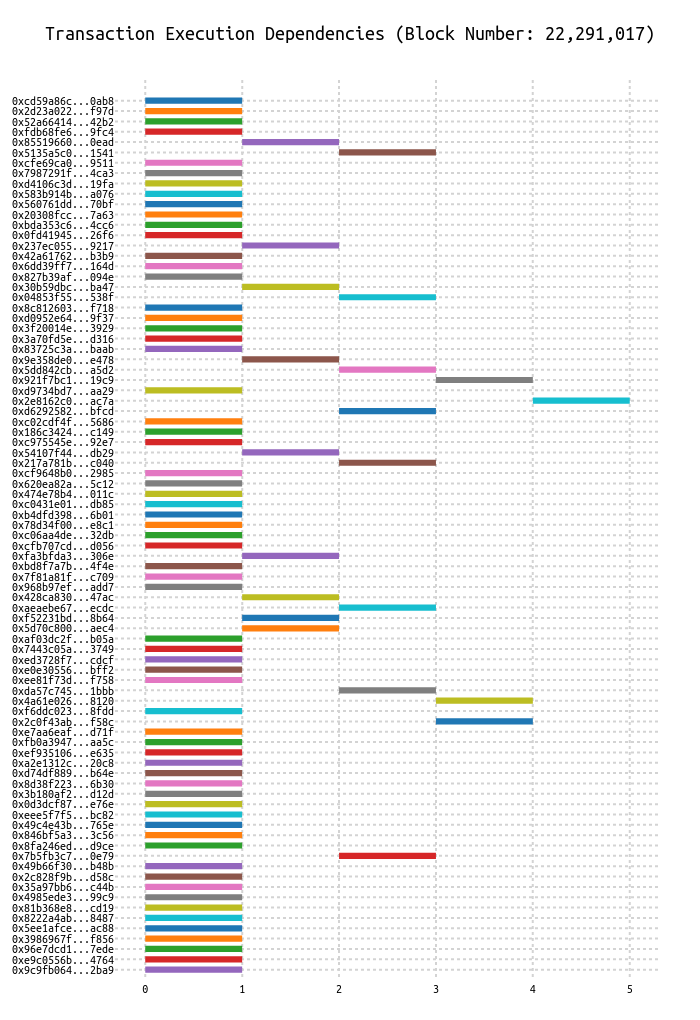 Transaction Execution Dependencies (Block Number: 22,291,017)
0xcd59a86c...0ab8
0x2d23a022...f97d
0x52a66414...42b2
0xfdb68fe6...9fc4
0x85519660...0ead
0x5135a5c0...1541
0xcfe69ca0...9511
0x7987291f...4ca3
0xd4106c3d...19fa
0x583b914b...a076
0x560761dd...70bf
0x20308fcc...7a63
0xbda353c6...4cc6
0x0fd41945...26f6
0x237ec055...9217
0x42a61762...b3b9
0x6dd39ff7...164d
0x827b39af...094e
0x30b59dbc...ba47
0x04853f55...538f
0x8c812603...f718
0xd0952e64...9f37
0x3f20014e...3929
0x3a70fd5e...d316
0x83725c3a...baab
0x9e358de0...e478
0x5dd842cb...a5d2
0x921f7bc1...19c9
0xd9734bd7...aa29
0x2e8162c0...ac7a
0xd6292582...bfcd
0xc02cdf4f...5686
0x186c3424...c149
0xc975545e...92e7
0x54107f44...db29
0x217a781b...c040
0xcf9648b0...2985
0x620ea82a...5c12
0x474e78b4...011c
0xc0431e01...db85
0xb4dfd398...6b01
0x78d34f00...e8c1
0xc06aa4de...32db
0xcfb707cd...d056
0xfa3bfda3...306e
0xbd8f7a7b...4f4e
0x7f81a81f...c709
0x968b97ef...add7
0x428ca830...47ac
0xaeaebe67...ecdc
0xf52231bd...8b64
0x5d70c800...aec4
0xaf03dc2f...b05a
0x7443c05a...3749
0xed3728f7...cdcf
0xe0e30556...bff2
0xee81f73d...f758
0xda57c745...1bbb
0x4a61e026...8120
0xf6ddc023...8fdd
0x2c0f43ab...f58c
0xe7aa6eaf...d71f
0xfb0a3947...aa5c
0xef935106...e635
0xa2e1312c...20c8
0xd74df889...b64e
0x8d38f223...6b30
0x3b180af2...d12d
0x0d3dcf87...e76e
0xeee5f7f5...bc82
0x49c4e43b...765e
0x846bf5a3...3c56
0x8fa246ed...d9ce
0x7b5fb3c7...0e79
0x49b66f30...b48b
0x2c828f9b...d58c
0x35a97bb6...c44b
0x4985ede3...99c9
0x81b368e8...cd19
0x8222a4ab...8487
0x5ee1afce...ac88
0x3986967f...f856
0x96e7dcd1...7ede
0xe9c0556b...4764
0x9c9fb064...2ba9
0 1 2 3 4 5